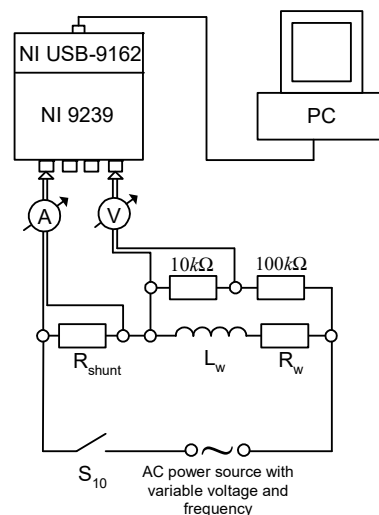 NI USB-9162
NI 9239
PC
A
V
10kΩ
100kΩ
R_shunt
L_w
R_w
S_10
AC power source with
variable voltage and
frequency